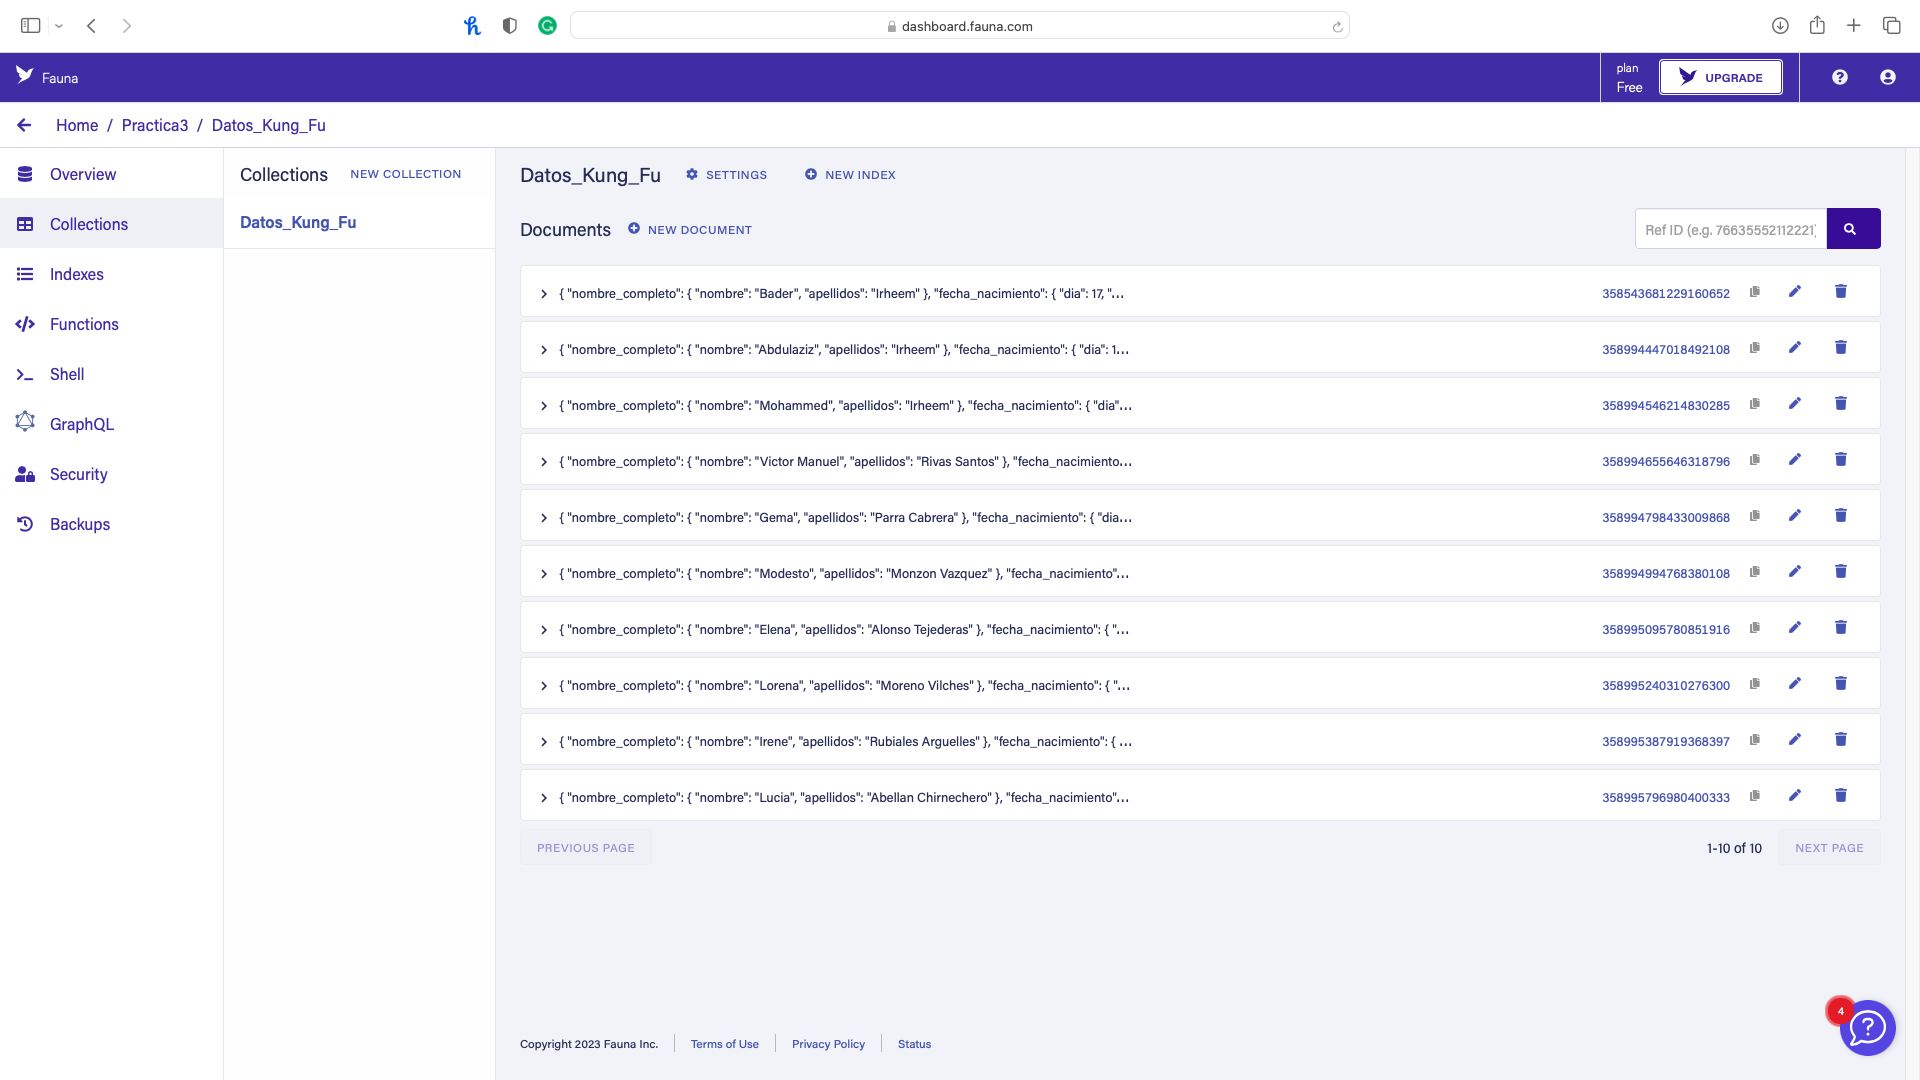 dashboard.fauna.com
Fauna
plan
Free
UPGRADE
Home / Practica3 / Datos_Kung_Fu
Overview
Collections
Indexes
Functions
Shell
GraphQL
Security
Backups
Collections NEW COLLECTION
Datos_Kung_Fu
Datos_Kung_Fu SETTINGS NEW INDEX
Documents NEW DOCUMENT
Ref ID (e.g. 76635552112221)
{ "nombre_completo": { "nombre": "Bader", "apellidos": "Irheem" }, "fecha_nacimiento": { "dia": 17, "... 358543681229160652
{ "nombre_completo": { "nombre": "Abdulaziz", "apellidos": "Irheem" }, "fecha_nacimiento": { "dia": 1... 358994447018492108
{ "nombre_completo": { "nombre": "Mohammed", "apellidos": "Irheem" }, "fecha_nacimiento": { "dia"... 358994546214830285
{ "nombre_completo": { "nombre": "Victor Manuel", "apellidos": "Rivas Santos" }, "fecha_nacimiento... 358994655646318796
{ "nombre_completo": { "nombre": "Gema", "apellidos": "Parra Cabrera" }, "fecha_nacimiento": { "dia... 358994798433009868
{ "nombre_completo": { "nombre": "Modesto", "apellidos": "Monzon Vazquez" }, "fecha_nacimiento"... 358994994768380108
{ "nombre_completo": { "nombre": "Elena", "apellidos": "Alonso Tejederas" }, "fecha_nacimiento": { "... 358995095780851916
{ "nombre_completo": { "nombre": "Lorena", "apellidos": "Moreno Vilches" }, "fecha_nacimiento": { "... 358995240310276300
{ "nombre_completo": { "nombre": "Irene", "apellidos": "Rubiales Arguelles" }, "fecha_nacimiento": { ... 358995387919368397
{ "nombre_completo": { "nombre": "Lucia", "apellidos": "Abellan Chirnechero" }, "fecha_nacimiento"... 358995796980400333
PREVIOUS PAGE 1-10 of 10 NEXT PAGE
4
Copyright 2023 Fauna Inc. Terms of Use Privacy Policy Status